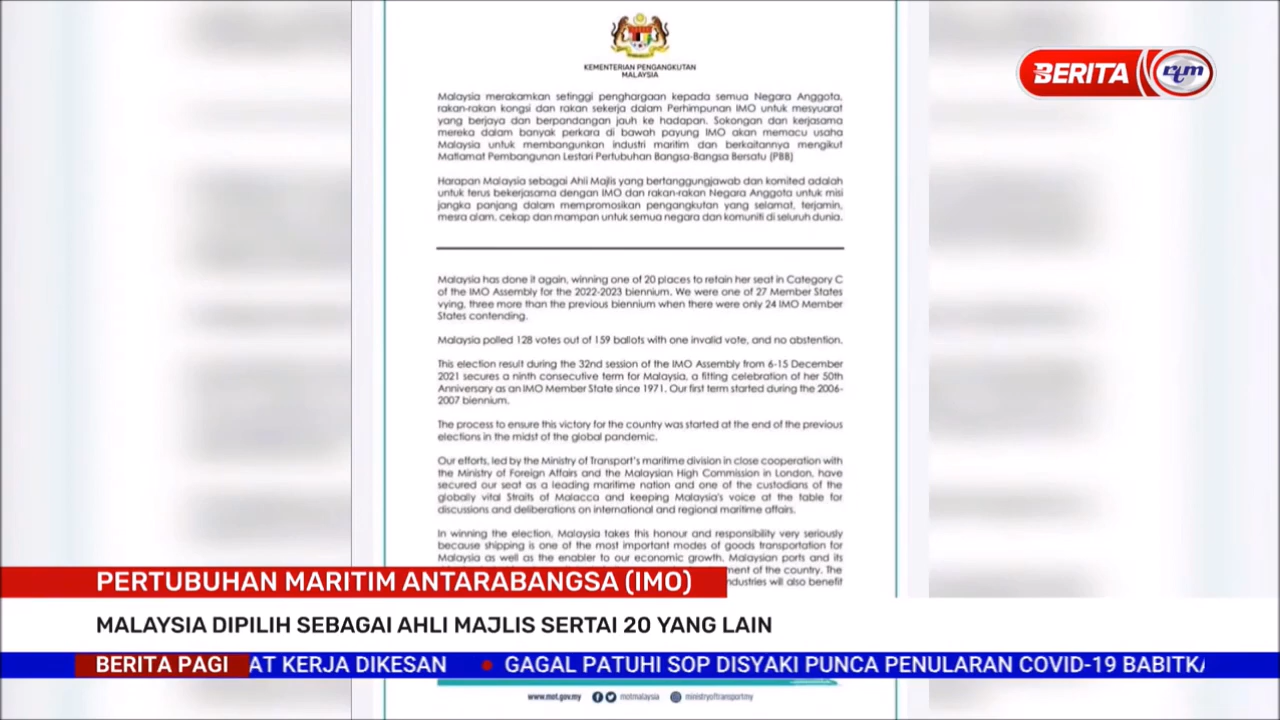 KEMENTERIAN PENGANGKUTAN
MALAYSIA
BERITA rtm
Malaysia merakamkan setinggi penghargaan kepada semua Negara Anggota,
rakan-rakan kongsi dan rakan sekerja dalam Perhimpunan IMO untuk mesyuarat
yang berjaya dan berpandangan jauh ke hadapan. Sokongan dan kerjasama
mereka dalam banyak perkara di bawah payung IMO akan memacu usaha
Malaysia untuk membangunkan industri maritim dan berkaitannya mengikut
Matlamat Pembangunan Lestari Pertubuhan Bangsa-Bangsa Bersatu (PBB)
Harapan Malaysia sebagai Ahli Majlis yang bertanggungjawab dan komited adalah
untuk terus bekerjasama dengan IMO dan rakan-rakan Negara Anggota untuk misi
jangka panjang dalam mempromosikan pengangkutan yang selamat, terjamin,
mesra alam, cekap dan mampan untuk semua negara dan komuniti di seluruh dunia.
Malaysia has done it again, winning one of 20 places to retain her seat in Category C
of the IMO Assembly for the 2022-2023 biennium. We were one of 27 Member States
vying, three more than the previous biennium when there were only 24 IMO Member
States contending.
Malaysia polled 128 votes out of 159 ballots with one invalid vote, and no abstention.
This election result during the 32nd session of the IMO Assembly from 6-15 December
2021 secures a ninth consecutive term for Malaysia, a fitting celebration of her 50th
Anniversary as an IMO Member State since 1971. Our first term started during the 2006-
2007 biennium.
The process to ensure this victory for the country was started at the end of the previous
elections in the midst of the global pandemic.
Our efforts, led by the Ministry of Transport's maritime division in close cooperation with
the Ministry of Foreign Affairs and the Malaysian High Commission in London, have
secured our seat as a leading maritime nation and one of the custodians of the
globally vital Straits of Malacca and keeping Malaysia's voice at the table for
discussions and deliberations on international and regional maritime affairs.
In winning the election, Malaysia takes this honour and responsibility very seriously
because shipping is one of the most important modes of goods transportation for
Malaysia as well as the enabler to our economic growth. Malaysian ports and its
ment of the country. The
ndustries will also benefit
PERTUBUHAN MARITIM ANTARABANGSA (IMO)
MALAYSIA DIPILIH SEBAGAI AHLI MAJLIS SERTAI 20 YANG LAIN
BERITA PAGI AT KERJA DIKESAN • GAGAL PATUHI SOP DISYAKI PUNCA PENULARAN COVID-19 BABITKA
www.mot.gov.my motmalaysia ministryoftransportmy